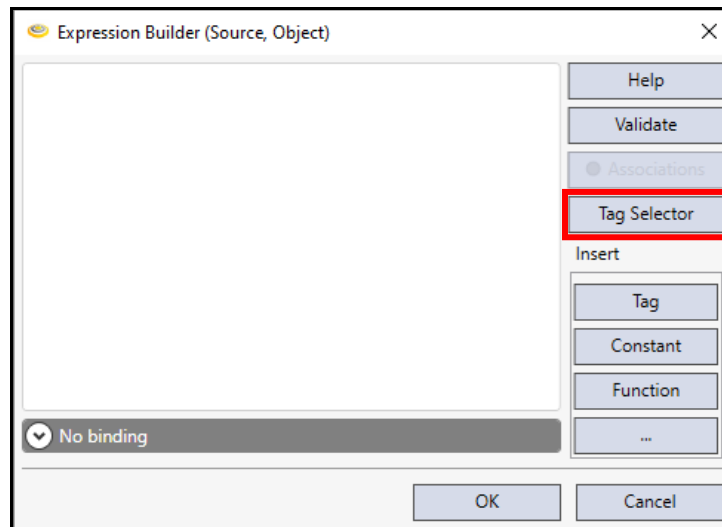 Expression Builder (Source, Object)
Help
Validate
Associations
Tag Selector
Insert
Tag
Constant
Function
...
No binding
OK
Cancel